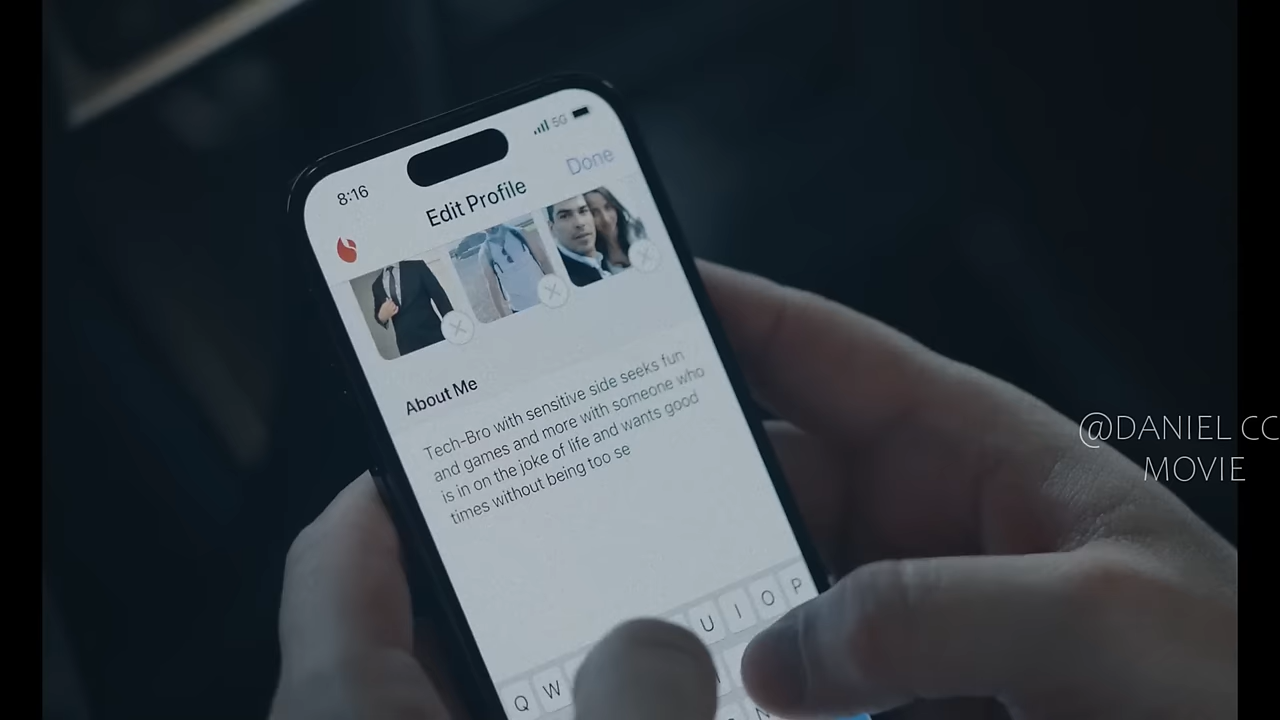 8:16
5G
Done
Edit Profile
About Me
Tech-Bro with sensitive side seeks fun
and games and more with someone who
is in on the joke of life and wants good
times without being too se
U I O P
Q W
@DANIEL CC
MOVIE